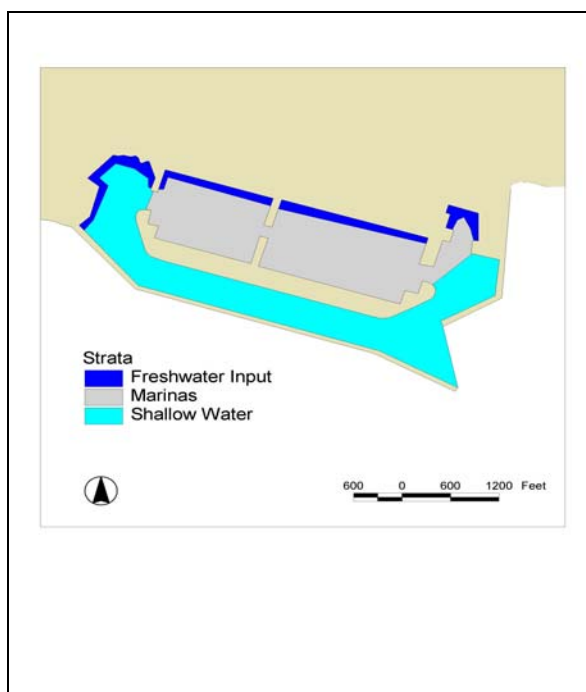 Strata
Freshwater Input
Marinas
Shallow Water
600 0 600 1200 Feet